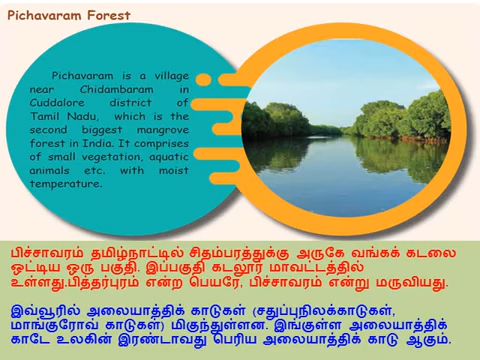 Pichavaram Forest
Pichavaram is a village
near Chidambaram in
Cuddalore district of
Tamil Nadu, which is the
second biggest mangrove
forest in India. It comprises
of small vegetation, aquatic
animals etc. with moist
temperature.
பிச்சாவரம் தமிழ்நாட்டில் சிதம்பரத்துக்கு அருகே வங்கக் கடலை
ஒட்டிய ஒரு பகுதி. இப்பகுதி கடலூர் மாவட்டத்தில்
உள்ளது.பித்தர்புரம் என்ற பெயரே, பிச்சாவரம் என்று மருவியது.
இவ்வூரில் அலையாத்திக் காடுகள் (சதுப்புநிலக்காடுகள்,
மாங்குரோவ் காடுகள்) மிகுந்துள்ளன. இங்குள்ள அலையாத்திக்
காடே உலகின் இரண்டாவது பெரிய அலையாத்திக் காடு ஆகும்.